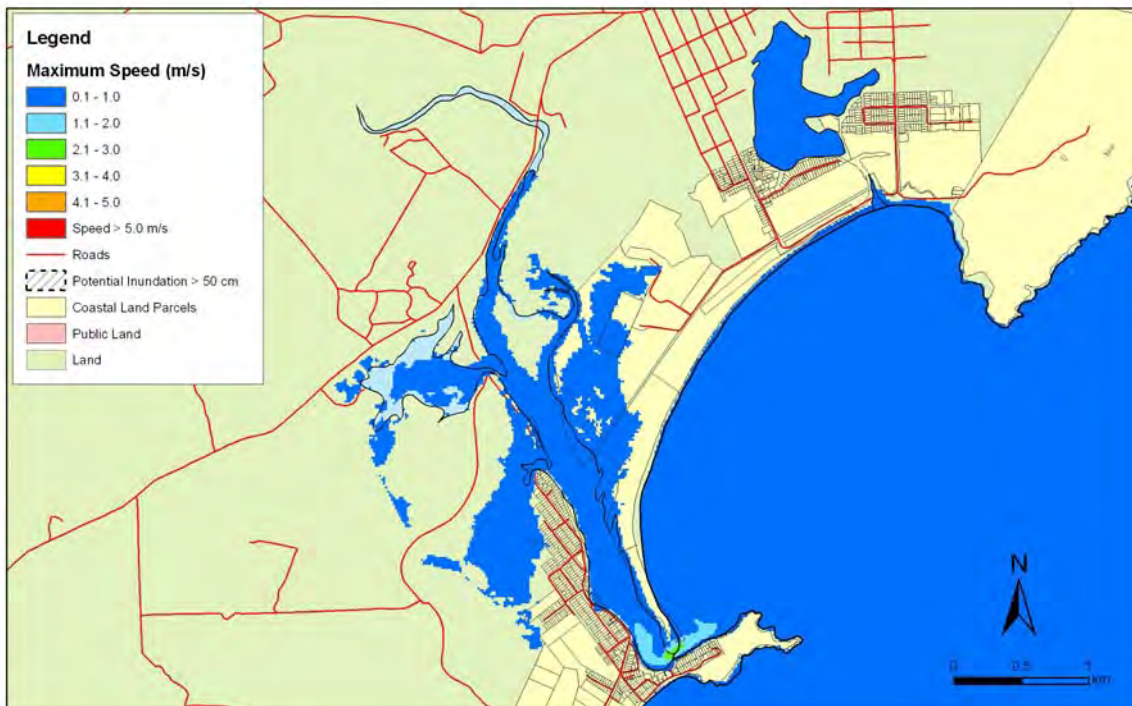 Legend
Maximum Speed (m/s)
0.1 - 1.0
1.1 - 2.0
2.1 - 3.0
3.1 - 4.0
4.1 - 5.0
Speed > 5.0 m/s
Roads
Potential Inundation > 50 cm
Coastal Land Parcels
Public Land
Land
N
0 0.5 1
km